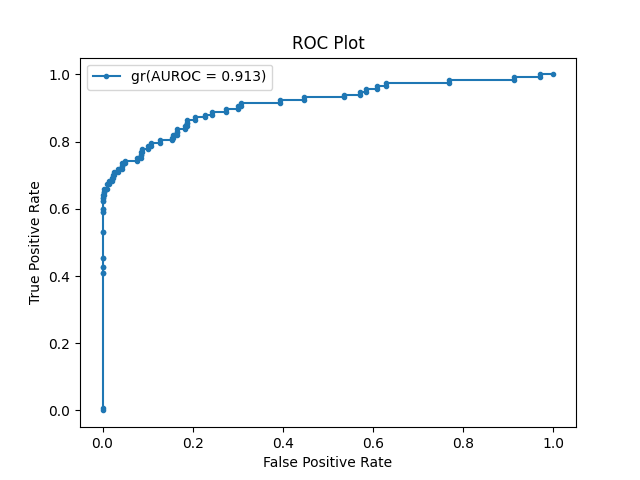 ROC Plot
gr(AUROC = 0.913)
True Positive Rate
1.0
0.8
0.6
0.4
0.2
0.0
0.0 0.2 0.4 0.6 0.8 1.0
False Positive Rate